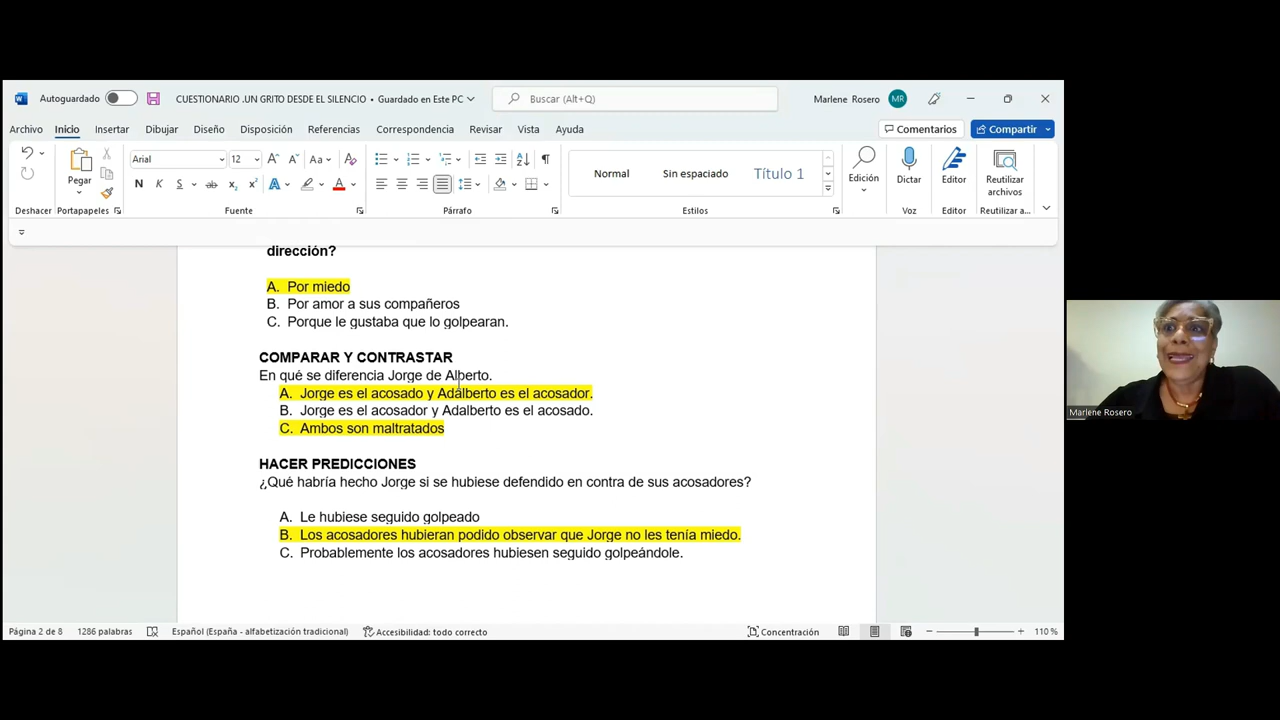 Autoguardado
CUESTIONARIO .UN GRITO DESDE EL SILENCIO • Guardado en Este PC
Buscar (Alt+Q)
Marlene Rosero
MR
Archivo Inicio Insertar Dibujar Diseño Disposición Referencias Correspondencia Revisar Vista Ayuda
Comentarios
Compartir
Pegar
Arial
12
Normal
Sin espaciado
Título 1
Edición
Dictar
Editor
Reutilizar archivos
Deshacer
Portapapeles
Fuente
Párrafo
Estilos
Voz
Editor
Reutilizar a...
dirección?
A. Por miedo
B. Por amor a sus compañeros
C. Porque le gustaba que lo golpearan.
COMPARAR Y CONTRASTAR
En qué se diferencia Jorge de Alberto.
A. Jorge es el acosado y Adalberto es el acosador.
B. Jorge es el acosador y Adalberto es el acosado.
C. Ambos son maltratados
HACER PREDICCIONES
¿Qué habría hecho Jorge si se hubiese defendido en contra de sus acosadores?
A. Le hubiese seguido golpeado
B. Los acosadores hubieran podido observar que Jorge no les tenía miedo.
C. Probablemente los acosadores hubiesen seguido golpeándole.
Página 2 de 8
1286 palabras
Español (España - alfabetización tradicional)
Accesibilidad: todo correcto
Concentración
110 %
Marlene Rosero